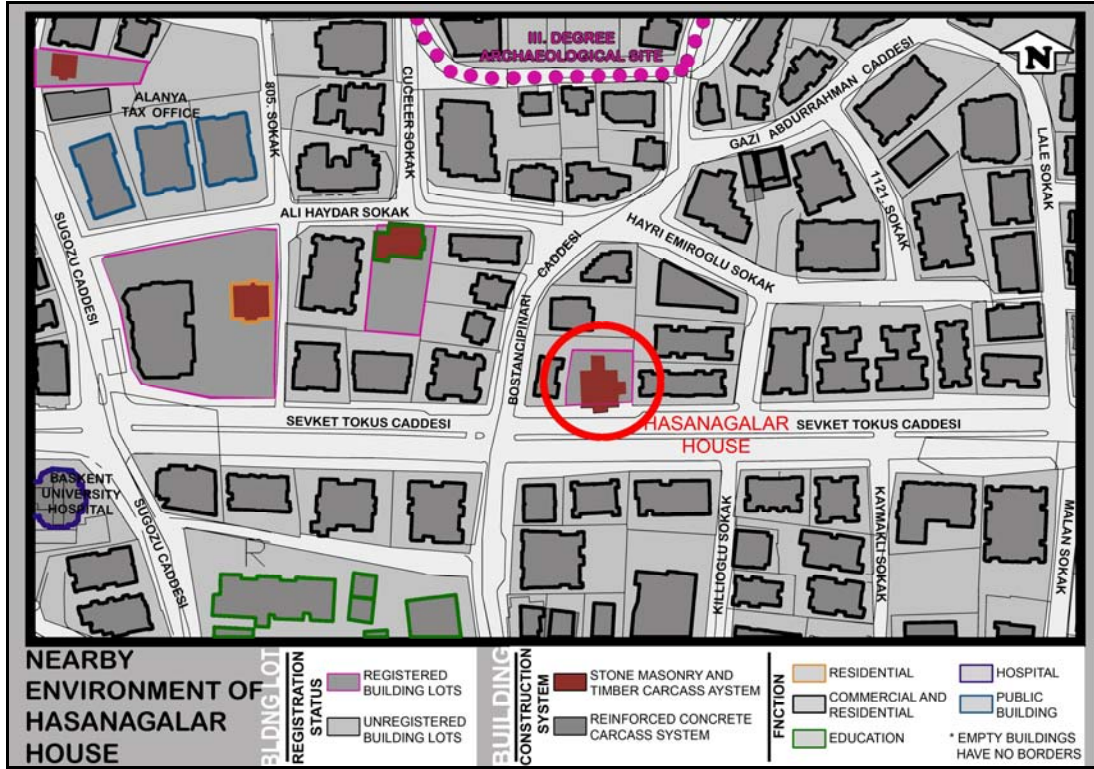 III. DEGREE
ARCHAEOLOGICAL SITE
N
ALANYA
TAX OFFICE
805. SOKAK
CUCELER SOKAK
GAZI ABDURRAHMAN CADDESI
LALE SOKAK
1121. SOKAK
SUGOZU CADDESI
ALI HAYDAR SOKAK
HAYRI EMIROGLU SOKAK
BOSTANCIPINARI CADDESI
SEVKET TOKUS CADDESI
HASANAGALAR
HOUSE
SEVKET TOKUS CADDESI
BASKENT
UNIVERSITY
HOSPITAL
SUGOZU CADDESI
KILLIOGLU SOKAK
KAYMAKLI SOKAK
MALAN SOKAK
R
NEARBY
ENVIRONMENT OF
HASANAGALAR
HOUSE
BLDNG LOT
REGISTRATION
STATUS
REGISTERED
BUILDING LOTS
UNREGISTERED
BUILDING LOTS
BUILDING
CONSTRUCTION
SYSTEM
STONE MASONRY AND
TIMBER CARCASS AYSTEM
REINFORCED CONCRETE
CARCASS SYSTEM
FNCTION
RESIDENTIAL
COMMERCIAL AND
RESIDENTIAL
EDUCATION
HOSPITAL
PUBLIC
BUILDING
* EMPTY BUILDINGS
HAVE NO BORDERS